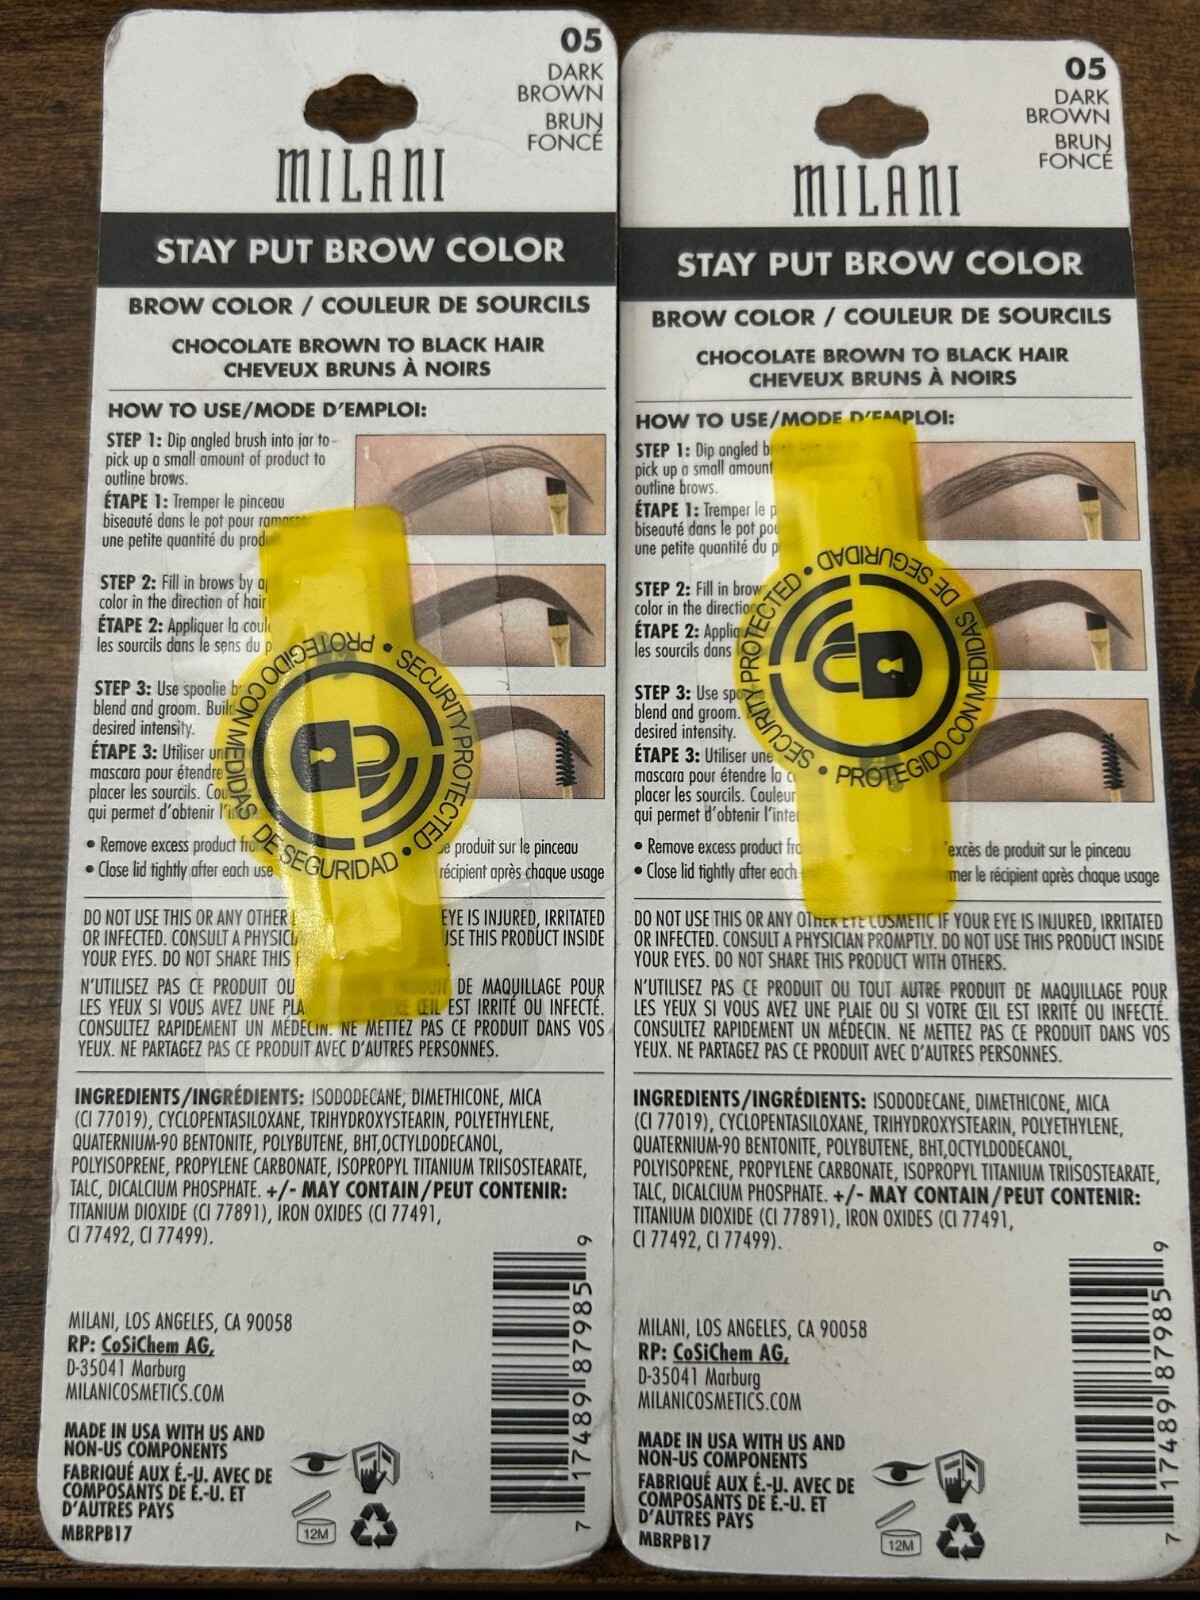 05
DARK
BROWN
BRUN
FONCÉ
MILANI
STAY PUT BROW COLOR
BROW COLOR / COULEUR DE SOURCILS
CHOCOLATE BROWN TO BLACK HAIR
CHEVEUX BRUNS À NOIRS
HOW TO USE/MODE D'EMPLOI:
STEP 1: Dip angled brush into jar to
pick up a small amount of product to
outline brows.
ÉTAPE 1: Tremper le pinceau
biseauté dans le pot pour ramasser
une petite quantité du produit
STEP 2: Fill in brows by
color in the direction of hair
ÉTAPE 2: Appliquer la
les sourcils dans le sens du
STEP 3: Use spoolie
blend and groom. Build
desired intensity.
ÉTAPE 3: Utiliser un
mascara pour étendre
placer les sourcils.
qui permet d'obtenir
• Remove excess product
de produit sur le pinceau
• Close lid tightly after each use
récipient après chaque usage
SECURITY PROTECTED • PROTEGIDO CON MEDIDAS DE SEGURIDAD •
DO NOT USE THIS OR ANY OTHER EYE IS INJURED, IRRITATED
OR INFECTED. CONSULT A PHYSICIAN USE THIS PRODUCT INSIDE
YOUR EYES. DO NOT SHARE THIS
N'UTILISEZ PAS CE PRODUIT OU PRODUIT DE MAQUILLAGE POUR
LES YEUX SI VOUS AVEZ UNE PLAIE VOTRE ŒIL EST IRRITÉ OU INFECTÉ.
CONSULTEZ RAPIDEMENT UN MÉDECIN. NE METTEZ PAS CE PRODUIT DANS VOS
YEUX. NE PARTAGEZ PAS CE PRODUIT AVEC D'AUTRES PERSONNES.
INGREDIENTS/INGRÉDIENTS: ISODODECANE, DIMETHICONE, MICA
(CI 77019), CYCLOPENTASILOXANE, TRIHYDROXYSTEARIN, POLYETHYLENE,
QUATERNIUM-90 BENTONITE, POLYBUTENE, BHT,OCTYLDODECANOL,
POLYISOPRENE, PROPYLENE CARBONATE, ISOPROPYL TITANIUM TRIISOSTEARATE,
TALC, DICALCIUM PHOSPHATE. +/- MAY CONTAIN/PEUT CONTENIR:
TITANIUM DIOXIDE (CI 77891), IRON OXIDES (CI 77491,
CI 77492, CI 77499).
MILANI, LOS ANGELES, CA 90058
RP: CoSiChem AG,
D-35041 Marburg
MILANICOSMETICS.COM
MADE IN USA WITH US AND
NON-US COMPONENTS
FABRIQUÉ AUX É.-U. AVEC DE
COMPOSANTS DE É.-U. ET
D'AUTRES PAYS
MBRPB17
12M
7 17489 87985 9
05
DARK
BROWN
BRUN
FONCÉ
MILANI
STAY PUT BROW COLOR
BROW COLOR / COULEUR DE SOURCILS
CHOCOLATE BROWN TO BLACK HAIR
CHEVEUX BRUNS À NOIRS
HOW TO USE/MODE D'EMPLOI:
STEP 1: Dip angled
pick up a small amount
outline brows.
ÉTAPE 1: Tremper le
biseauté dans le pot pour
une petite quantité du
STEP 2: Fill in brows
color in the direction
ÉTAPE 2:
les sourcils dans
STEP 3: Use
blend and groom.
desired intensity.
ÉTAPE 3: Utiliser une
mascara pour étendre la
placer les sourcils. Couleur
qui permet d'obtenir
• Remove excess product
l'excès de produit sur le pinceau
• Close lid tightly after each
le récipient après chaque usage
SECURITY PROTECTED • DE SEGURIDAD
PROTEGIDO CON MEDIDAS •
DO NOT USE THIS OR ANY OTHER EYE COSMETIC IF YOUR EYE IS INJURED, IRRITATED
OR INFECTED. CONSULT A PHYSICIAN PROMPTLY. DO NOT USE THIS PRODUCT INSIDE
YOUR EYES. DO NOT SHARE THIS PRODUCT WITH OTHERS.
N'UTILISEZ PAS CE PRODUIT OU TOUT AUTRE PRODUIT DE MAQUILLAGE POUR
LES YEUX SI VOUS AVEZ UNE PLAIE OU SI VOTRE ŒIL EST IRRITÉ OU INFECTÉ.
CONSULTEZ RAPIDEMENT UN MÉDECIN. NE METTEZ PAS CE PRODUIT DANS VOS
YEUX. NE PARTAGEZ PAS CE PRODUIT AVEC D'AUTRES PERSONNES.
INGREDIENTS/INGRÉDIENTS: ISODODECANE, DIMETHICONE, MICA
(CI 77019), CYCLOPENTASILOXANE, TRIHYDROXYSTEARIN, POLYETHYLENE,
QUATERNIUM-90 BENTONITE, POLYBUTENE, BHT,OCTYLDODECANOL,
POLYISOPRENE, PROPYLENE CARBONATE, ISOPROPYL TITANIUM TRIISOSTEARATE,
TALC, DICALCIUM PHOSPHATE. +/- MAY CONTAIN/PEUT CONTENIR:
TITANIUM DIOXIDE (CI 77891), IRON OXIDES (CI 77491,
CI 77492, CI 77499).
MILANI, LOS ANGELES, CA 90058
RP: CoSiChem AG,
D-35041 Marburg
MILANICOSMETICS.COM
MADE IN USA WITH US AND
NON-US COMPONENTS
FABRIQUÉ AUX É.-U. AVEC DE
COMPOSANTS DE É.-U. ET
D'AUTRES PAYS
MBRPB17
12M
7 17489 87985 9